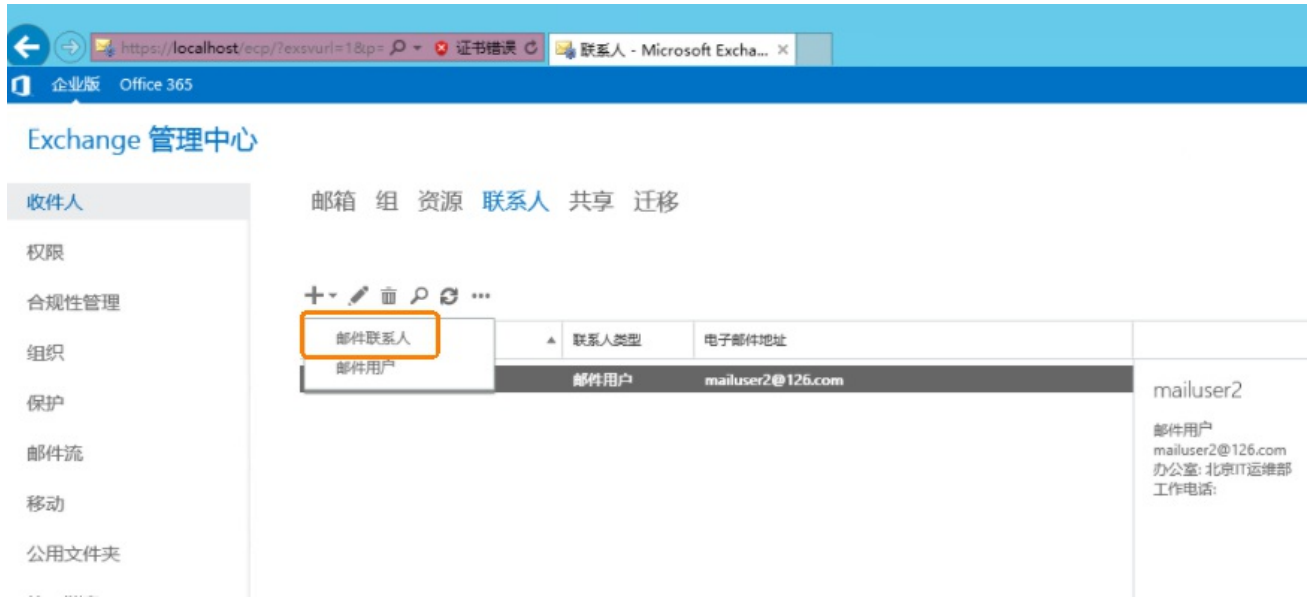 https://localhost/ecp/?exsvurl=1&p= 证书错误 联系人 - Microsoft Excha...
企业版 Office 365
Exchange 管理中心
收件人
权限
合规性管理
组织
保护
邮件流
移动
公用文件夹
邮箱 组 资源 联系人 共享 迁移
邮件联系人
邮件用户
联系人类型 电子邮件地址
邮件用户 mailuser2@126.com
mailuser2
邮件用户
mailuser2@126.com
办公室: 北京IT运维部
工作电话: